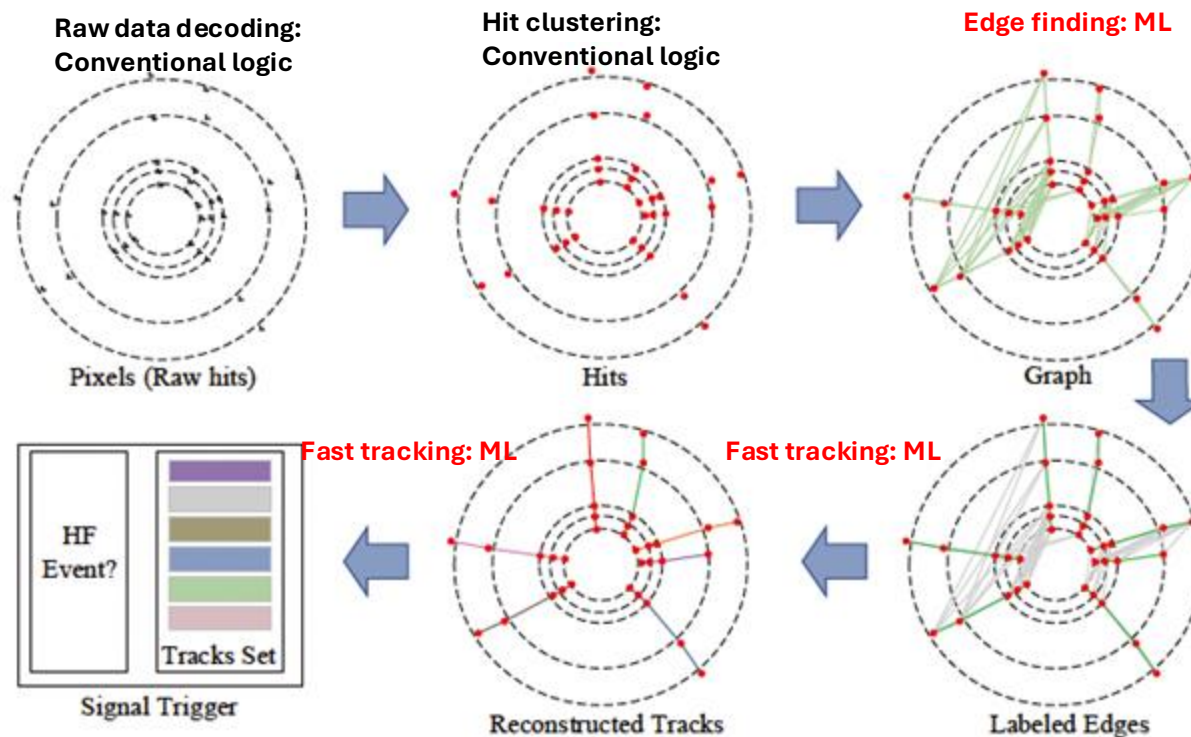 Raw data decoding:
Conventional logic
Hit clustering:
Conventional logic
Edge finding: ML
Pixels (Raw hits)
Hits
Graph
Fast tracking: ML
Fast tracking: ML
HF
Event?
Tracks Set
Signal Trigger
Reconstructed Tracks
Labeled Edges